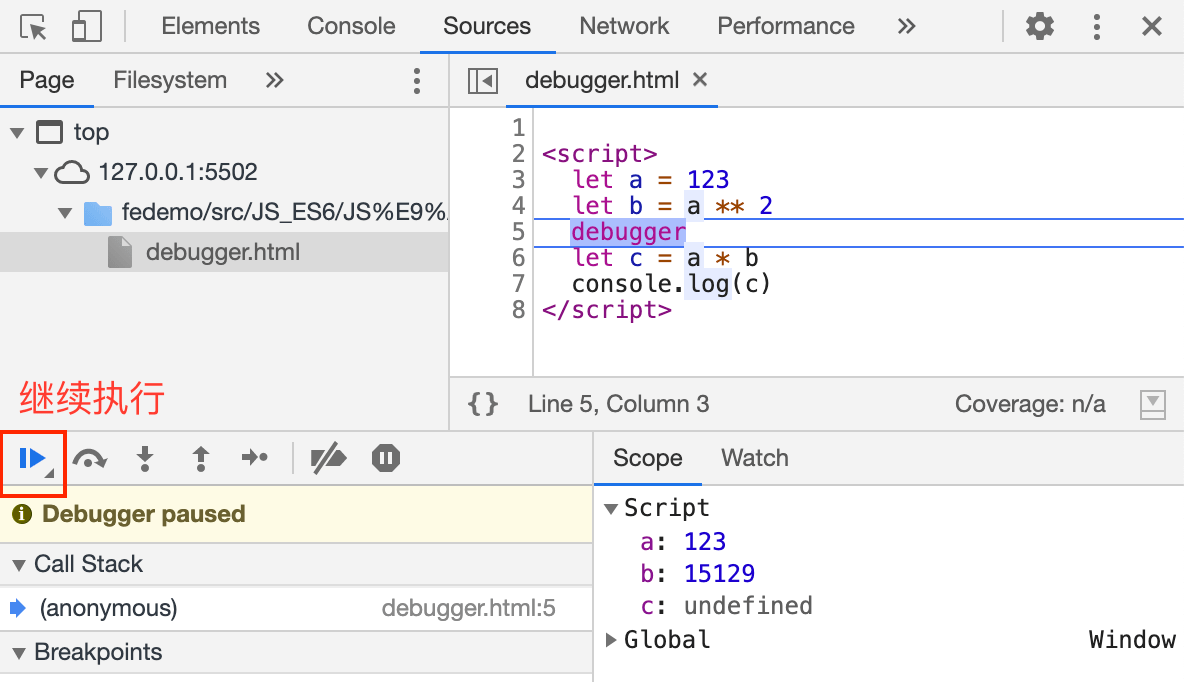 Elements Console Sources Network Performance
Page Filesystem
debugger.html
top
127.0.0.1:5502
fedemo/src/JS_ES6/JS%E9%
debugger.html
1
2 <script>
3 let a = 123
4 let b = a ** 2
5 debugger
6 let c = a * b
7 console.log(c)
8 </script>
{} Line 5, Column 3 Coverage: n/a
继续执行
Debugger paused
Call Stack
(anonymous) debugger.html:5
Breakpoints
Scope Watch
Script
a: 123
b: 15129
c: undefined
Global Window